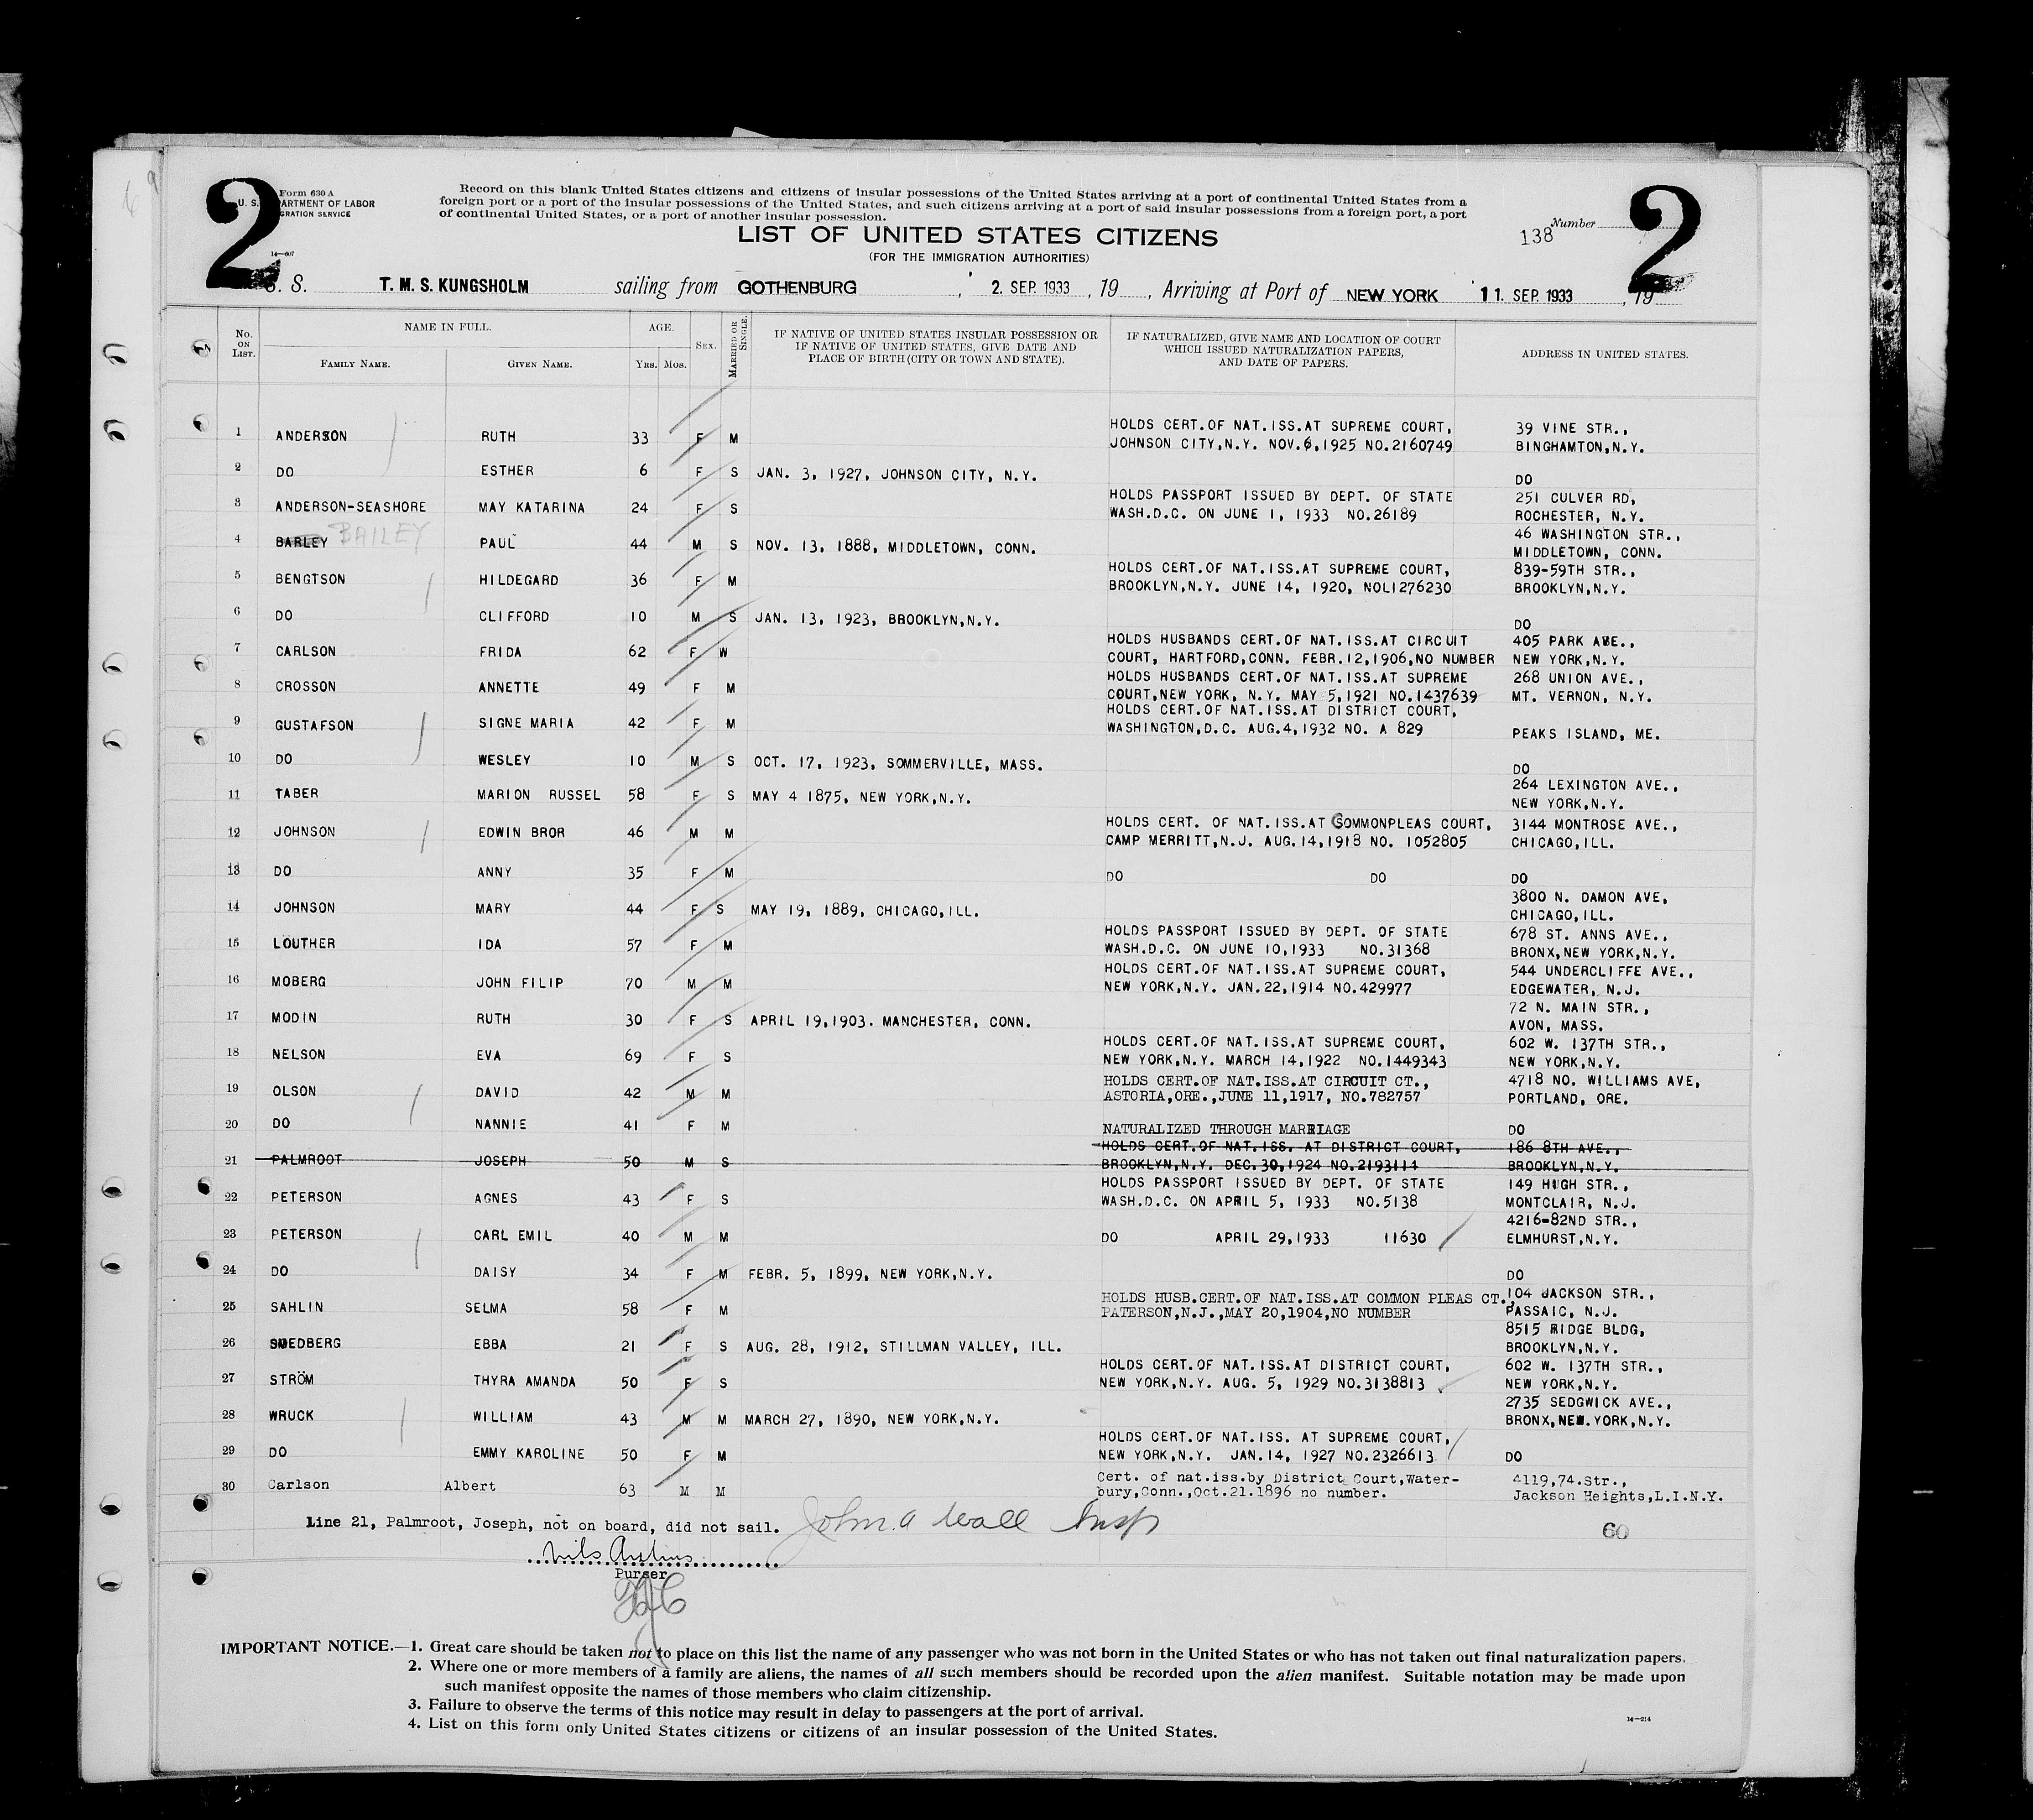 2
Form 630 A
U. S. DEPARTMENT OF LABOR
IMMIGRATION SERVICE
14—607
Record on this blank United States citizens and citizens of insular possessions of the United States arriving at a port of continental United States from a
foreign port or a port of the insular possessions of the United States, and such citizens arriving at a port of said insular possessions from a foreign port, a port
of continental United States, or a port of another insular possession.
LIST OF UNITED STATES CITIZENS
(FOR THE IMMIGRATION AUTHORITIES)
Number
138
2
S. S. T. M. S. KUNGSHOLM sailing from GOTHENBURG, 2. SEP. 1933, 19 , Arriving at Port of NEW YORK 11. SEP. 1933, 19
No. ON LIST. NAME IN FULL. FAMILY NAME. GIVEN NAME. AGE. YRS. MOS. SEX. MARRIED OR SINGLE. IF NATIVE OF UNITED STATES INSULAR POSSESSION OR IF NATIVE OF UNITED STATES, GIVE DATE AND PLACE OF BIRTH (CITY OR TOWN AND STATE). IF NATURALIZED, GIVE NAME AND LOCATION OF COURT WHICH ISSUED NATURALIZATION PAPERS, AND DATE OF PAPERS. ADDRESS IN UNITED STATES.
HOLDS CERT.OF NAT.ISS.AT SUPREME COURT, 39 VINE STR.,
1 ANDERSON RUTH 33 F M JOHNSON CITY,N.Y. NOV.6,1925 NO.2160749 BINGHAMTON,N.Y.
2 DO ESTHER 6 F S JAN. 3, 1927, JOHNSON CITY, N.Y. DO
HOLDS PASSPORT ISSUED BY DEPT. OF STATE 251 CULVER RD,
3 ANDERSON-SEASHORE MAY KATARINA 24 F S WASH.D.C. ON JUNE 1, 1933 NO.26189 ROCHESTER, N.Y.
46 WASHINGTON STR.,
4 BARLEY BAILEY PAUL 44 M S NOV. 13, 1888, MIDDLETOWN, CONN. MIDDLETOWN, CONN.
HOLDS CERT.OF NAT.ISS.AT SUPREME COURT, 839-59TH STR.,
5 BENGTSON HILDEGARD 36 F M BROOKLYN,N.Y. JUNE 14, 1920, NOL1276230 BROOKLYN,N.Y.
6 DO CLIFFORD 10 M S JAN. 13, 1923, BROOKLYN,N.Y. DO
HOLDS HUSBANDS CERT.OF NAT.ISS.AT CIRCUIT 405 PARK AVE.,
7 CARLSON FRIDA 62 F W COURT, HARTFORD,CONN. FEBR.12,1906,NO NUMBER NEW YORK,N.Y.
HOLDS HUSBANDS CERT.OF NAT.ISS.AT SUPREME 268 UNION AVE.,
8 CROSSON ANNETTE 49 F M COURT,NEW YORK, N.Y. MAY 5,1921 NO.1437639 MT. VERNON, N.Y.
HOLDS CERT.OF NAT.ISS.AT DISTRICT COURT,
9 GUSTAFSON SIGNE MARIA 42 F M WASHINGTON,D.C. AUG.4,1932 NO. A 829 PEAKS ISLAND, ME.
10 DO WESLEY 10 M S OCT. 17, 1923, SOMMERVILLE, MASS. DO
264 LEXINGTON AVE.,
11 TABER MARION RUSSEL 58 F S MAY 4 1875, NEW YORK,N.Y. NEW YORK,N.Y.
HOLDS CERT. OF NAT.ISS.AT COMMONPLEAS COURT, 3144 MONTROSE AVE.,
12 JOHNSON EDWIN BROR 46 M M CAMP MERRITT,N.J. AUG.14,1918 NO. 1052805 CHICAGO,ILL.
13 DO ANNY 35 F M DO DO DO
3800 N. DAMON AVE,
14 JOHNSON MARY 44 F S MAY 19, 1889, CHICAGO,ILL. CHICAGO,ILL.
HOLDS PASSPORT ISSUED BY DEPT. OF STATE 678 ST. ANNS AVE.,
15 LOUTHER IDA 57 F M WASH.D.C. ON JUNE 10,1933 NO.31368 BRONX,NEW YORK,N.Y.
HOLDS CERT.OF NAT.ISS.AT SUPREME COURT, 544 UNDERCLIFFE AVE.,
16 MOBERG JOHN FILIP 70 M M NEW YORK,N.Y. JAN.22,1914 NO.429977 EDGEWATER, N.J.
72 N. MAIN STR.,
17 MODIN RUTH 30 F S APRIL 19,1903. MANCHESTER, CONN. AVON, MASS.
HOLDS CERT.OF NAT.ISS.AT SUPREME COURT, 602 W. 137TH STR.,
18 NELSON EVA 69 F S NEW YORK,N.Y. MARCH 14,1922 NO.1449343 NEW YORK,N.Y.
HOLDS CERT.OF NAT.ISS.AT CIRCUIT CT., 4718 NO. WILLIAMS AVE,
19 OLSON DAVID 42 M M ASTORIA,ORE.,JUNE 11,1917, NO.782757 PORTLAND, ORE.
20 DO NANNIE 41 F M NATURALIZED THROUGH MARRIAGE DO
HOLDS CERT.OF NAT.ISS. AT DISTRICT COURT, 186 8TH AVE.,
21 PALMROOT JOSEPH 50 M S BROOKLYN,N.Y. DEC.30,1924 NO.2193114 BROOKLYN,N.Y.
HOLDS PASSPORT ISSUED BY DEPT. OF STATE 149 HIGH STR.,
22 PETERSON AGNES 43 F S WASH.D.C. ON APRIL 5, 1933 NO.5138 MONTCLAIR, N.J.
4216-82ND STR.,
23 PETERSON CARL EMIL 40 M M DO APRIL 29,1933 11630 ELMHURST,N.Y.
24 DO DAISY 34 F M FEBR. 5, 1899, NEW YORK,N.Y. DO
HOLDS HUSB.CERT.OF NAT.ISS.AT COMMON PLEAS CT., 104 JACKSON STR.,
25 SAHLIN SELMA 58 F M PATERSON,N.J.,MAY 20,1904,NO NUMBER PASSAIC, N.J.
8515 RIDGE BLDG,
26 SMEDBERG EBBA 21 F S AUG. 28, 1912, STILLMAN VALLEY, ILL. BROOKLYN,N.Y.
HOLDS CERT.OF NAT.ISS.AT DISTRICT COURT, 602 W. 137TH STR.,
27 STRÖM THYRA AMANDA 50 F S NEW YORK,N.Y. AUG. 5, 1929 NO.3138813 NEW YORK,N.Y.
2735 SEDGWICK AVE.,
28 WRUCK WILLIAM 43 M M MARCH 27, 1890, NEW YORK,N.Y. BRONX,NEW.YORK,N.Y.
HOLDS CERT.OF NAT.ISS. AT SUPREME COURT,
29 DO EMMY KAROLINE 50 F M NEW YORK,N.Y. JAN.14, 1927 NO.2326613 DO
Cert. of nat.iss.by District Court,Water- 4119,74.Str.,
30 Carlson Albert 63 M M bury,Conn.,Oct.21.1896 no number. Jackson Heights,L.I.N.Y.
Line 21, Palmroot, Joseph, not on board, did not sail. John. A Wall Insp
60
Purser
IMPORTANT NOTICE.—1. Great care should be taken not to place on this list the name of any passenger who was not born in the United States or who has not taken out final naturalization papers.
2. Where one or more members of a family are aliens, the names of all such members should be recorded upon the alien manifest. Suitable notation may be made upon
such manifest opposite the names of those members who claim citizenship.
3. Failure to observe the terms of this notice may result in delay to passengers at the port of arrival.
4. List on this form only United States citizens or citizens of an insular possession of the United States.
14—214